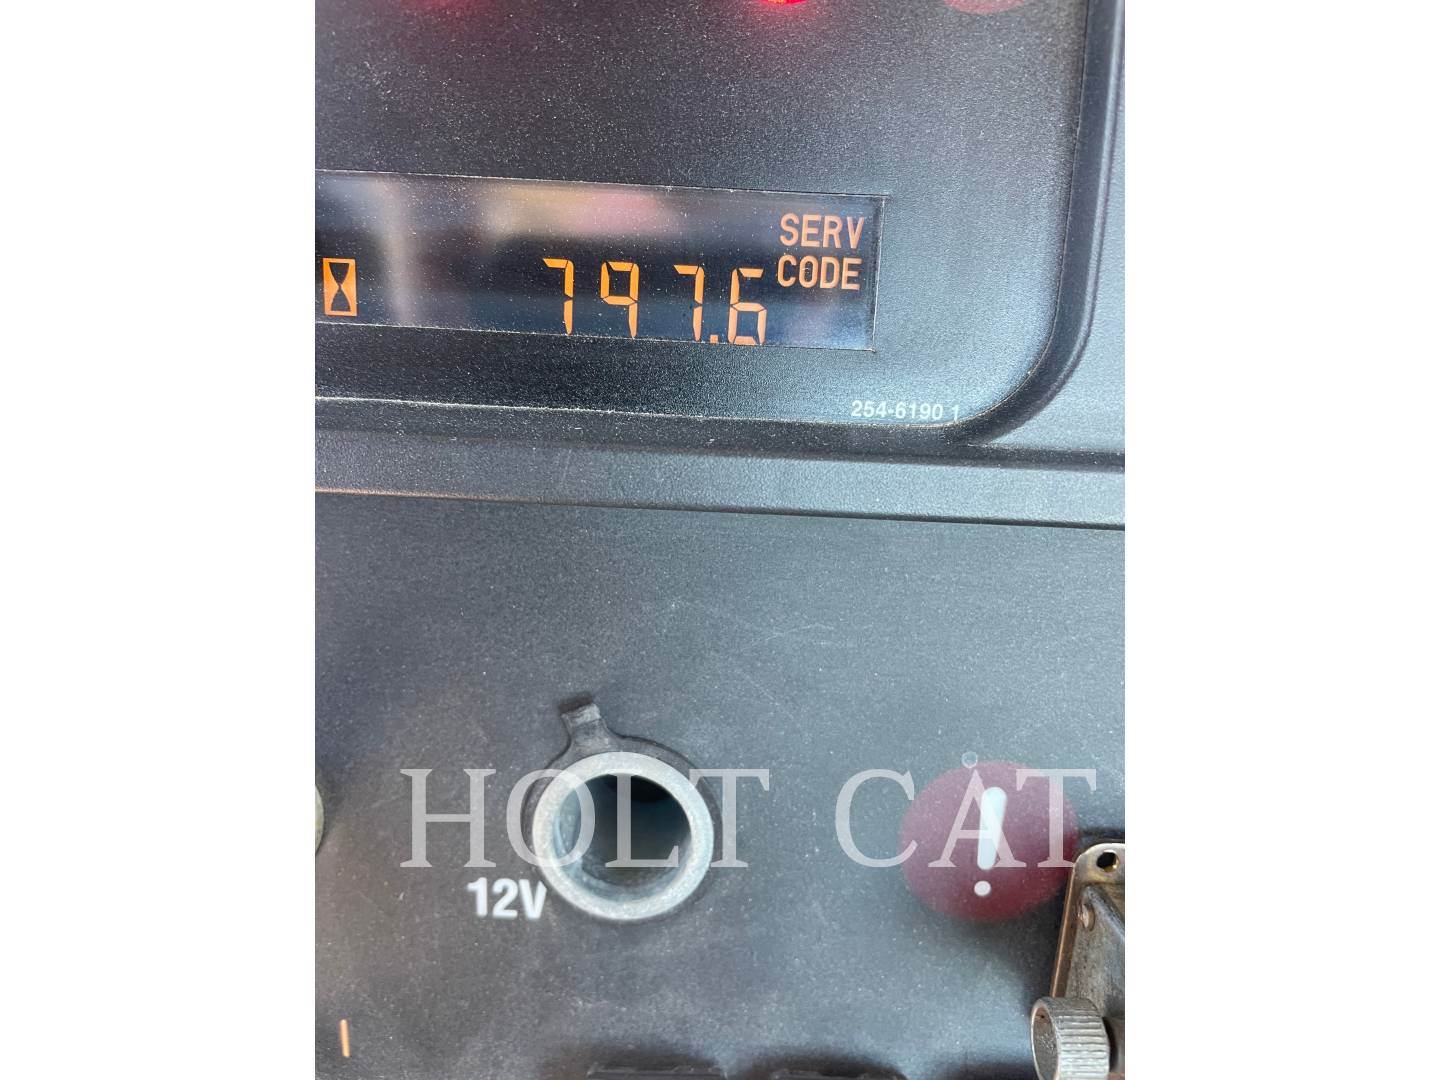 SERV
CODE
797.6
254-6190 1
HOLT CAT
12V